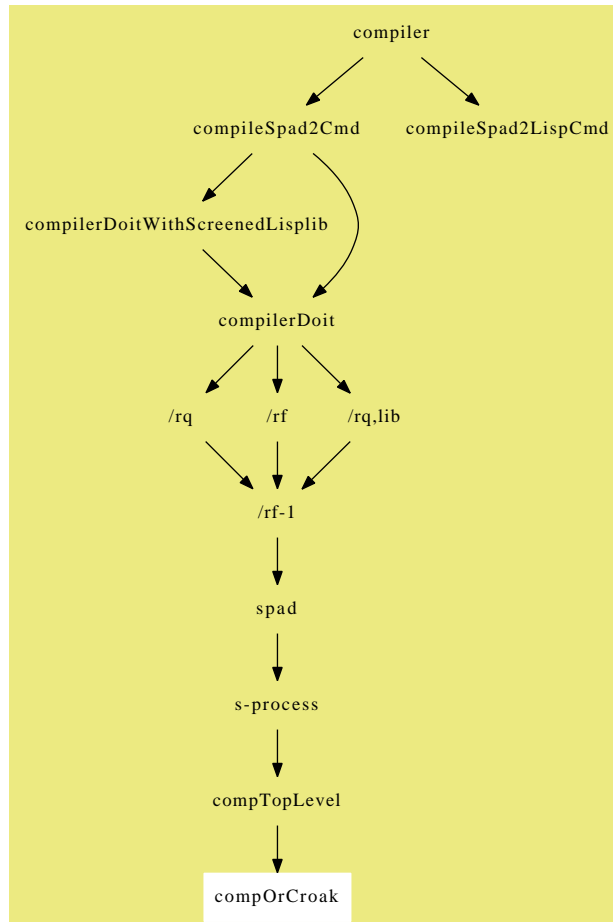 compiler
compileSpad2Cmd compileSpad2LispCmd
compilerDoitWithScreenedLisplib
compilerDoit
/rq /rf /rq,lib
/rf-1
spad
s-process
compTopLevel
compOrCroak